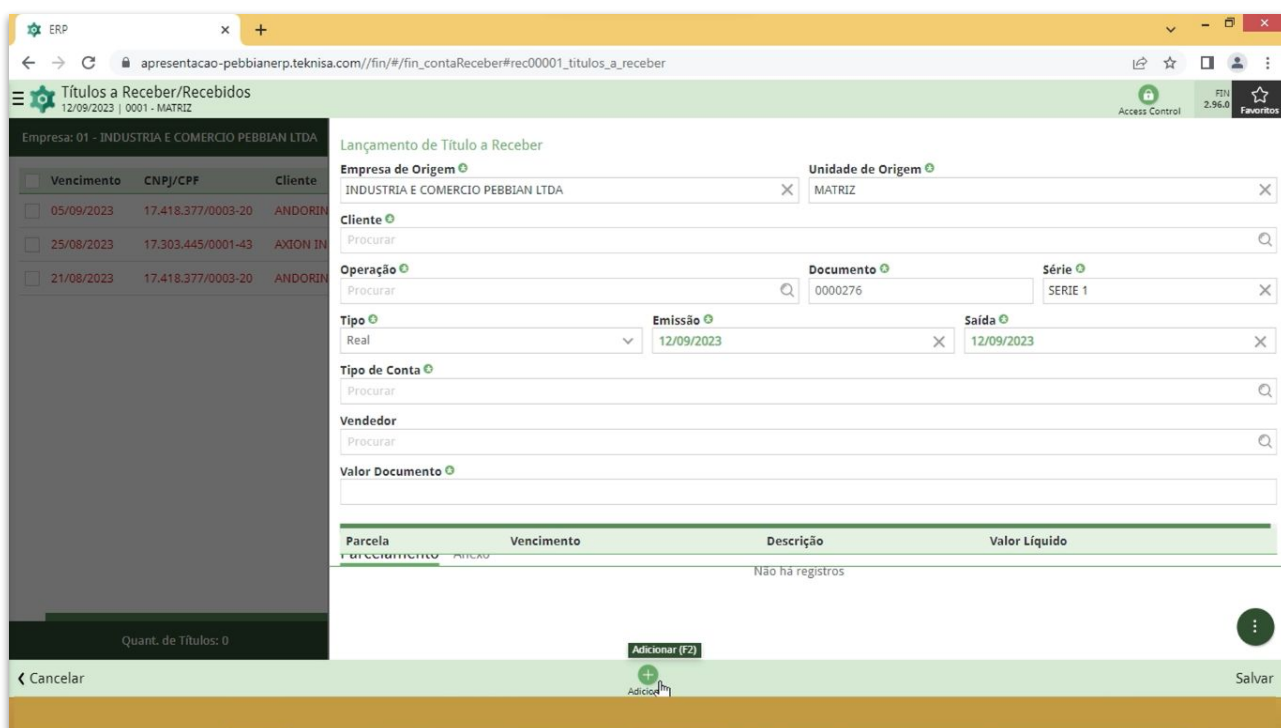 ERP
apresentacao-pebbianerp.teknisa.com//fin/#/fin_contaReceber#rec00001_titulos_a_receber
Títulos a Receber/Recebidos
12/09/2023 | 0001 - MATRIZ
Access Control
FIN
2.96.0
Favoritos
Empresa: 01 - INDUSTRIA E COMERCIO PEBBIAN LTDA
Vencimento CNPJ/CPF Cliente
05/09/2023 17.418.377/0003-20 ANDORIN
25/08/2023 17.303.445/0001-43 AXION IN
21/08/2023 17.418.377/0003-20 ANDORIN
Quant. de Títulos: 0
Lançamento de Título a Receber
Empresa de Origem Unidade de Origem
INDUSTRIA E COMERCIO PEBBIAN LTDA MATRIZ
Cliente
Procurar
Operação Documento Série
Procurar 0000276 SERIE 1
Tipo Emissão Saída
Real 12/09/2023 12/09/2023
Tipo de Conta
Procurar
Vendedor
Procurar
Valor Documento
Parcela Vencimento Descrição Valor Líquido
Parcelamento Anexo
Não há registros
Adicionar (F2)
Cancelar Salvar